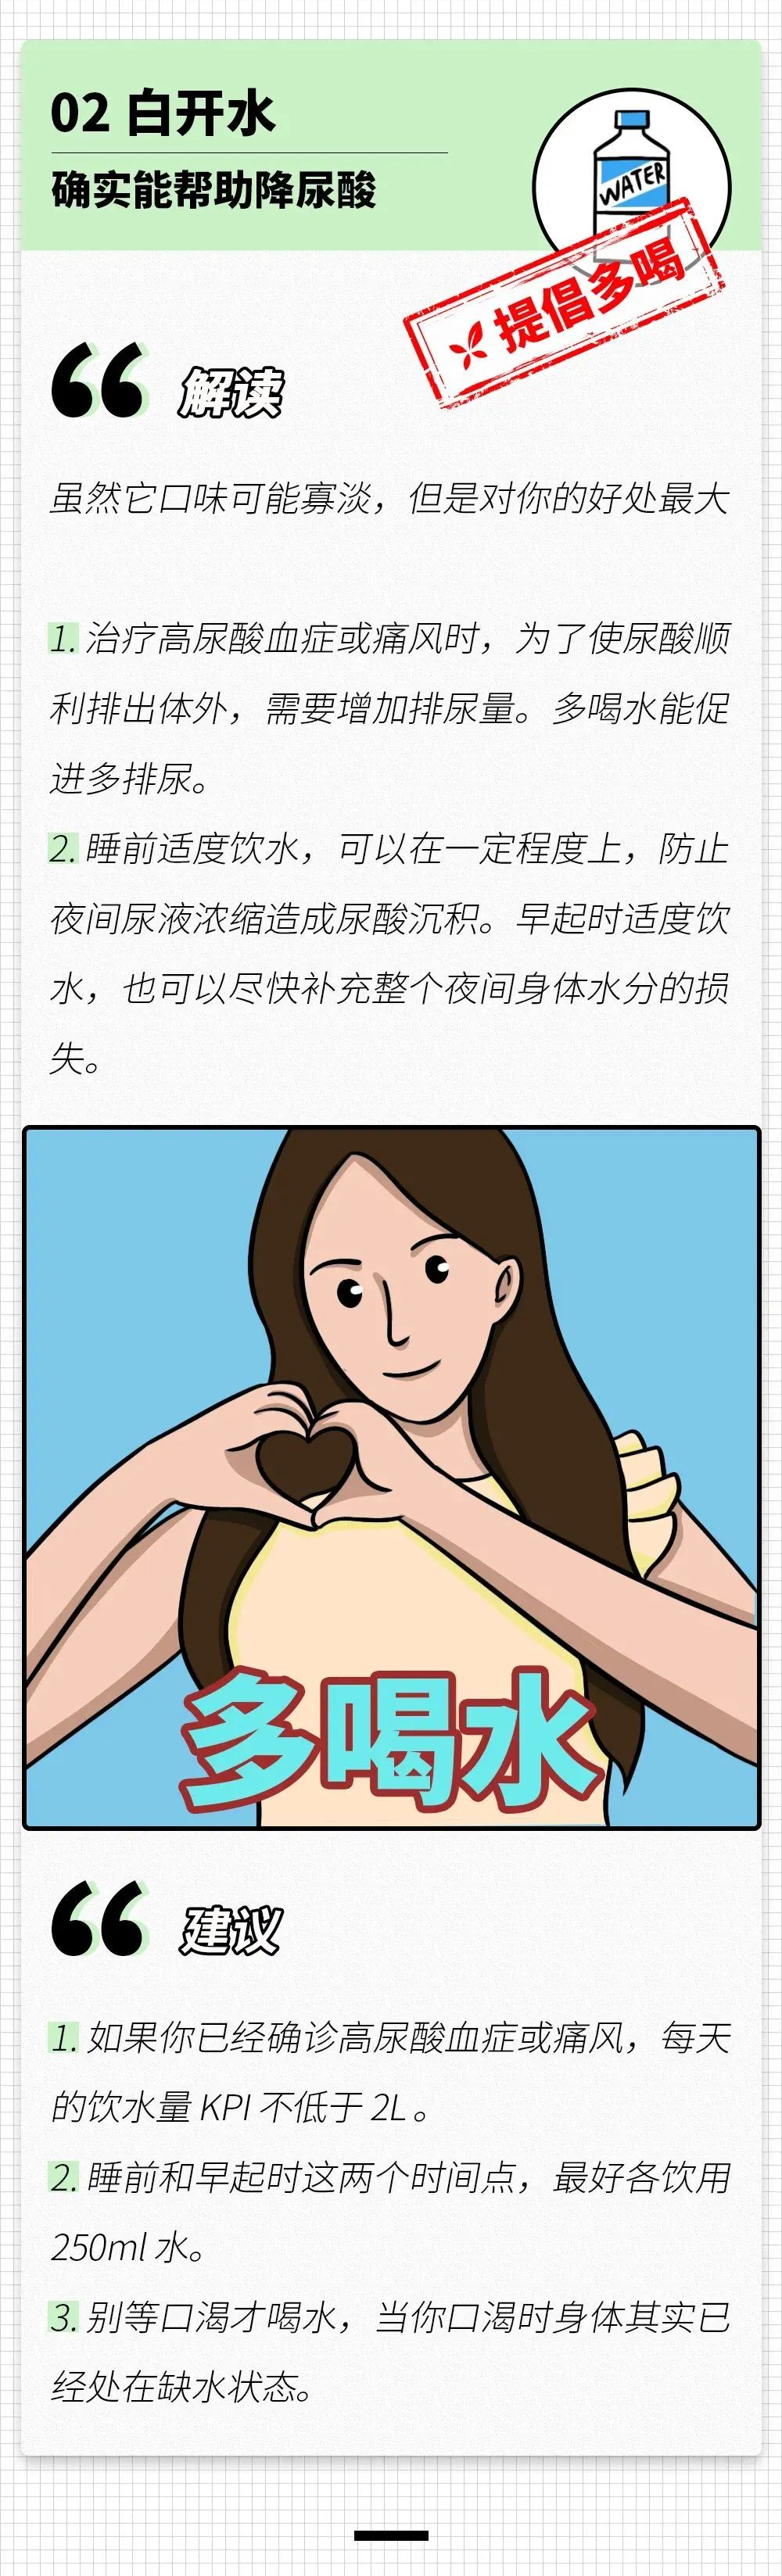 02 白开水
确实能帮助降尿酸
WATER
提倡多喝
解读
虽然它口味可能寡淡，但是对你的好处最大
1. 治疗高尿酸血症或痛风时，为了使尿酸顺
利排出体外，需要增加排尿量。多喝水能促
进多排尿。
2. 睡前适度饮水，可以在一定程度上，防止
夜间尿液浓缩造成尿酸沉积。早起时适度饮
水，也可以尽快补充整个夜间身体水分的损
失。
多喝水
建议
1. 如果你已经确诊高尿酸血症或痛风，每天
的饮水量 KPI 不低于 2L 。
2. 睡前和早起时这两个时间点，最好各饮用
250ml 水。
3. 别等口渴才喝水，当你口渴时身体其实已
经处在缺水状态。